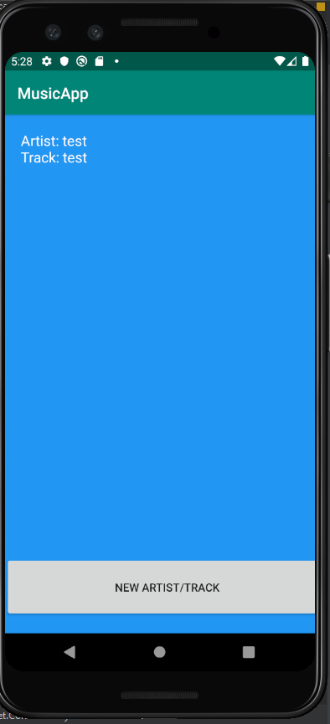 5:28
MusicApp
Artist: test
Track: test
NEW ARTIST/TRACK